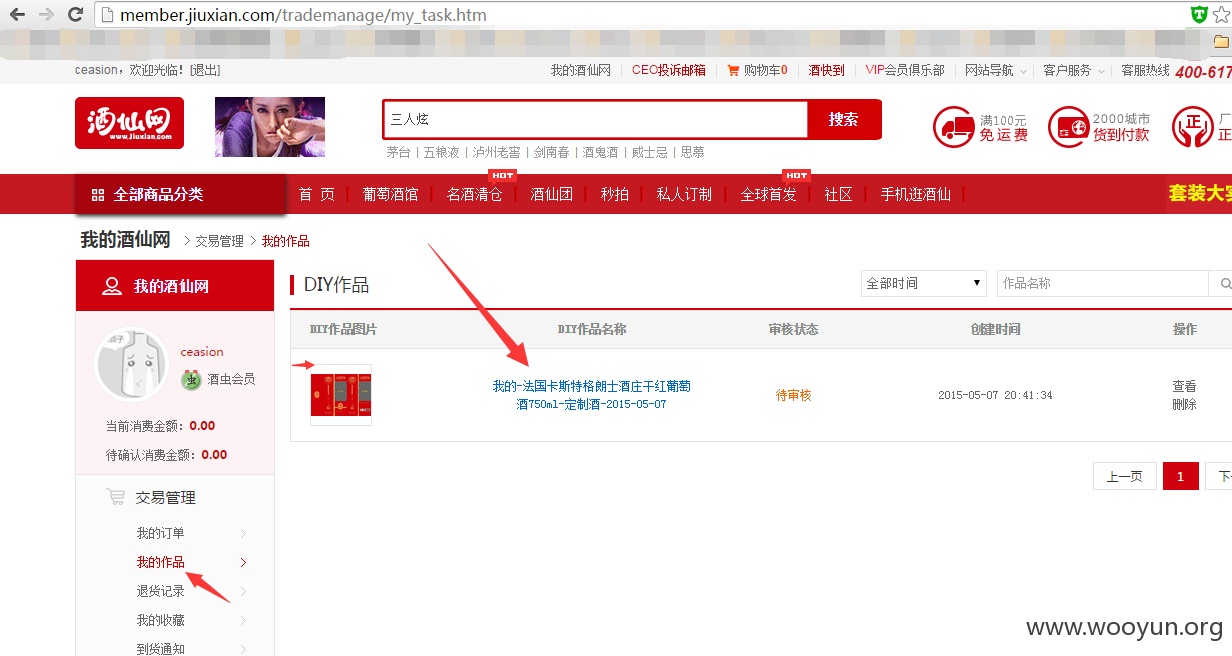 member.jiuxian.com/trademanage/my_task.htm
ceasion，欢迎光临！[退出] 我的酒仙网 CEO投诉邮箱 购物车0 酒快到 VIP会员俱乐部 网站导航 客户服务 客服热线 400-617
酒仙网 www.Jiuxian.com
三人炫 搜索
茅台 | 五粮液 | 泸州老窖 | 剑南春 | 酒鬼酒 | 威士忌 | 思慕
满100元 免运费
2000城市 货到付款
正
HOT HOT
全部商品分类 首 页 葡萄酒馆 名酒清仓 酒仙团 秒拍 私人订制 全球首发 社区 手机逛酒仙 套装大
我的酒仙网 > 交易管理 > 我的作品
我的酒仙网
DIY作品 全部时间 作品名称
DIY作品图片 DIY作品名称 审核状态 创建时间 操作
ceasion
酒虫会员
我的-法国卡斯特格朗士酒庄干红葡萄
酒750ml-定制酒-2015-05-07
待审核
2015-05-07 20:41:34
查看
删除
当前消费金额：0.00
待确认消费金额：0.00
上一页 1 下
交易管理
我的订单
我的作品
退货记录
我的收藏
到货通知
www.wooyun.org